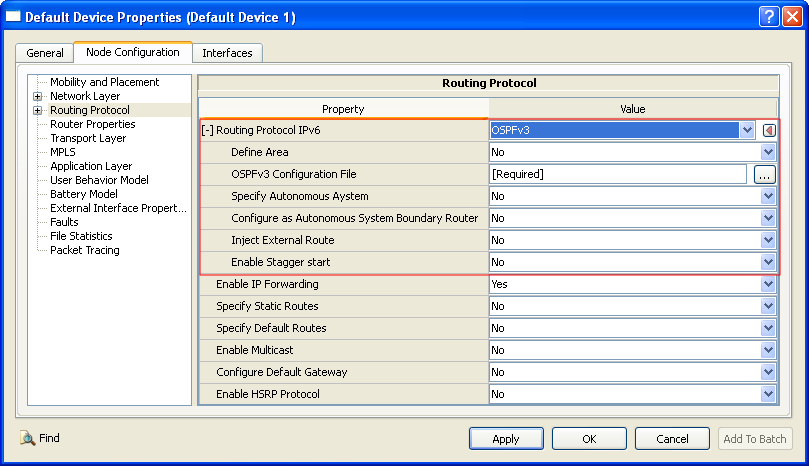 Default Device Properties (Default Device 1)
General Node Configuration Interfaces
Mobility and Placement
Network Layer
Routing Protocol
Router Properties
Transport Layer
MPLS
Application Layer
User Behavior Model
Battery Model
External Interface Propert...
Faults
File Statistics
Packet Tracing
Routing Protocol
Property Value
[-] Routing Protocol IPv6 OSPFv3
Define Area No
OSPFv3 Configuration File [Required] ...
Specify Autonomous Aystem No
Configure as Autonomous System Boundary Router No
Inject External Route No
Enable Stagger start No
Enable IP Forwarding Yes
Specify Static Routes No
Specify Default Routes No
Enable Multicast No
Configure Default Gateway No
Enable HSRP Protocol No
Find Apply OK Cancel Add To Batch